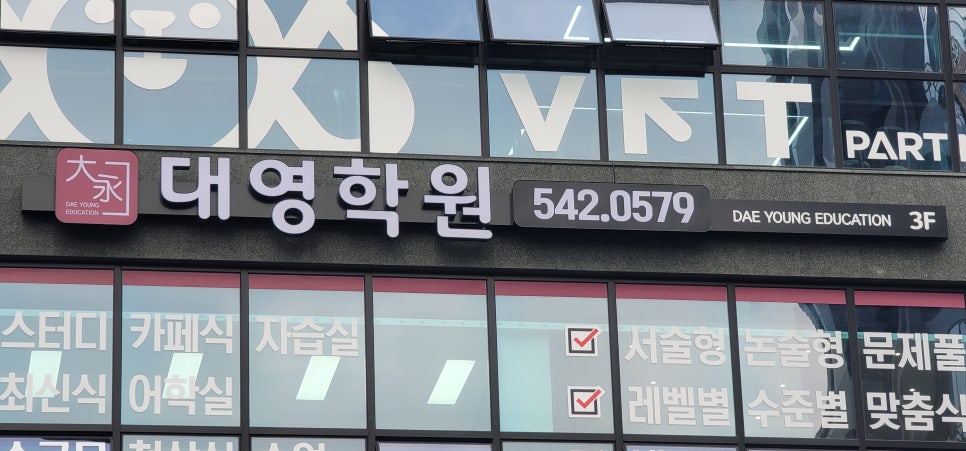 VKT
PART
大永
DAE YOUNG
EDUCATION
대영학원
542.0579
DAE YOUNG EDUCATION 3F
스터디 카페식 자습실
최신식 어학실
서술형 논술형 문제풀
레벨별 수준별 맞춤식